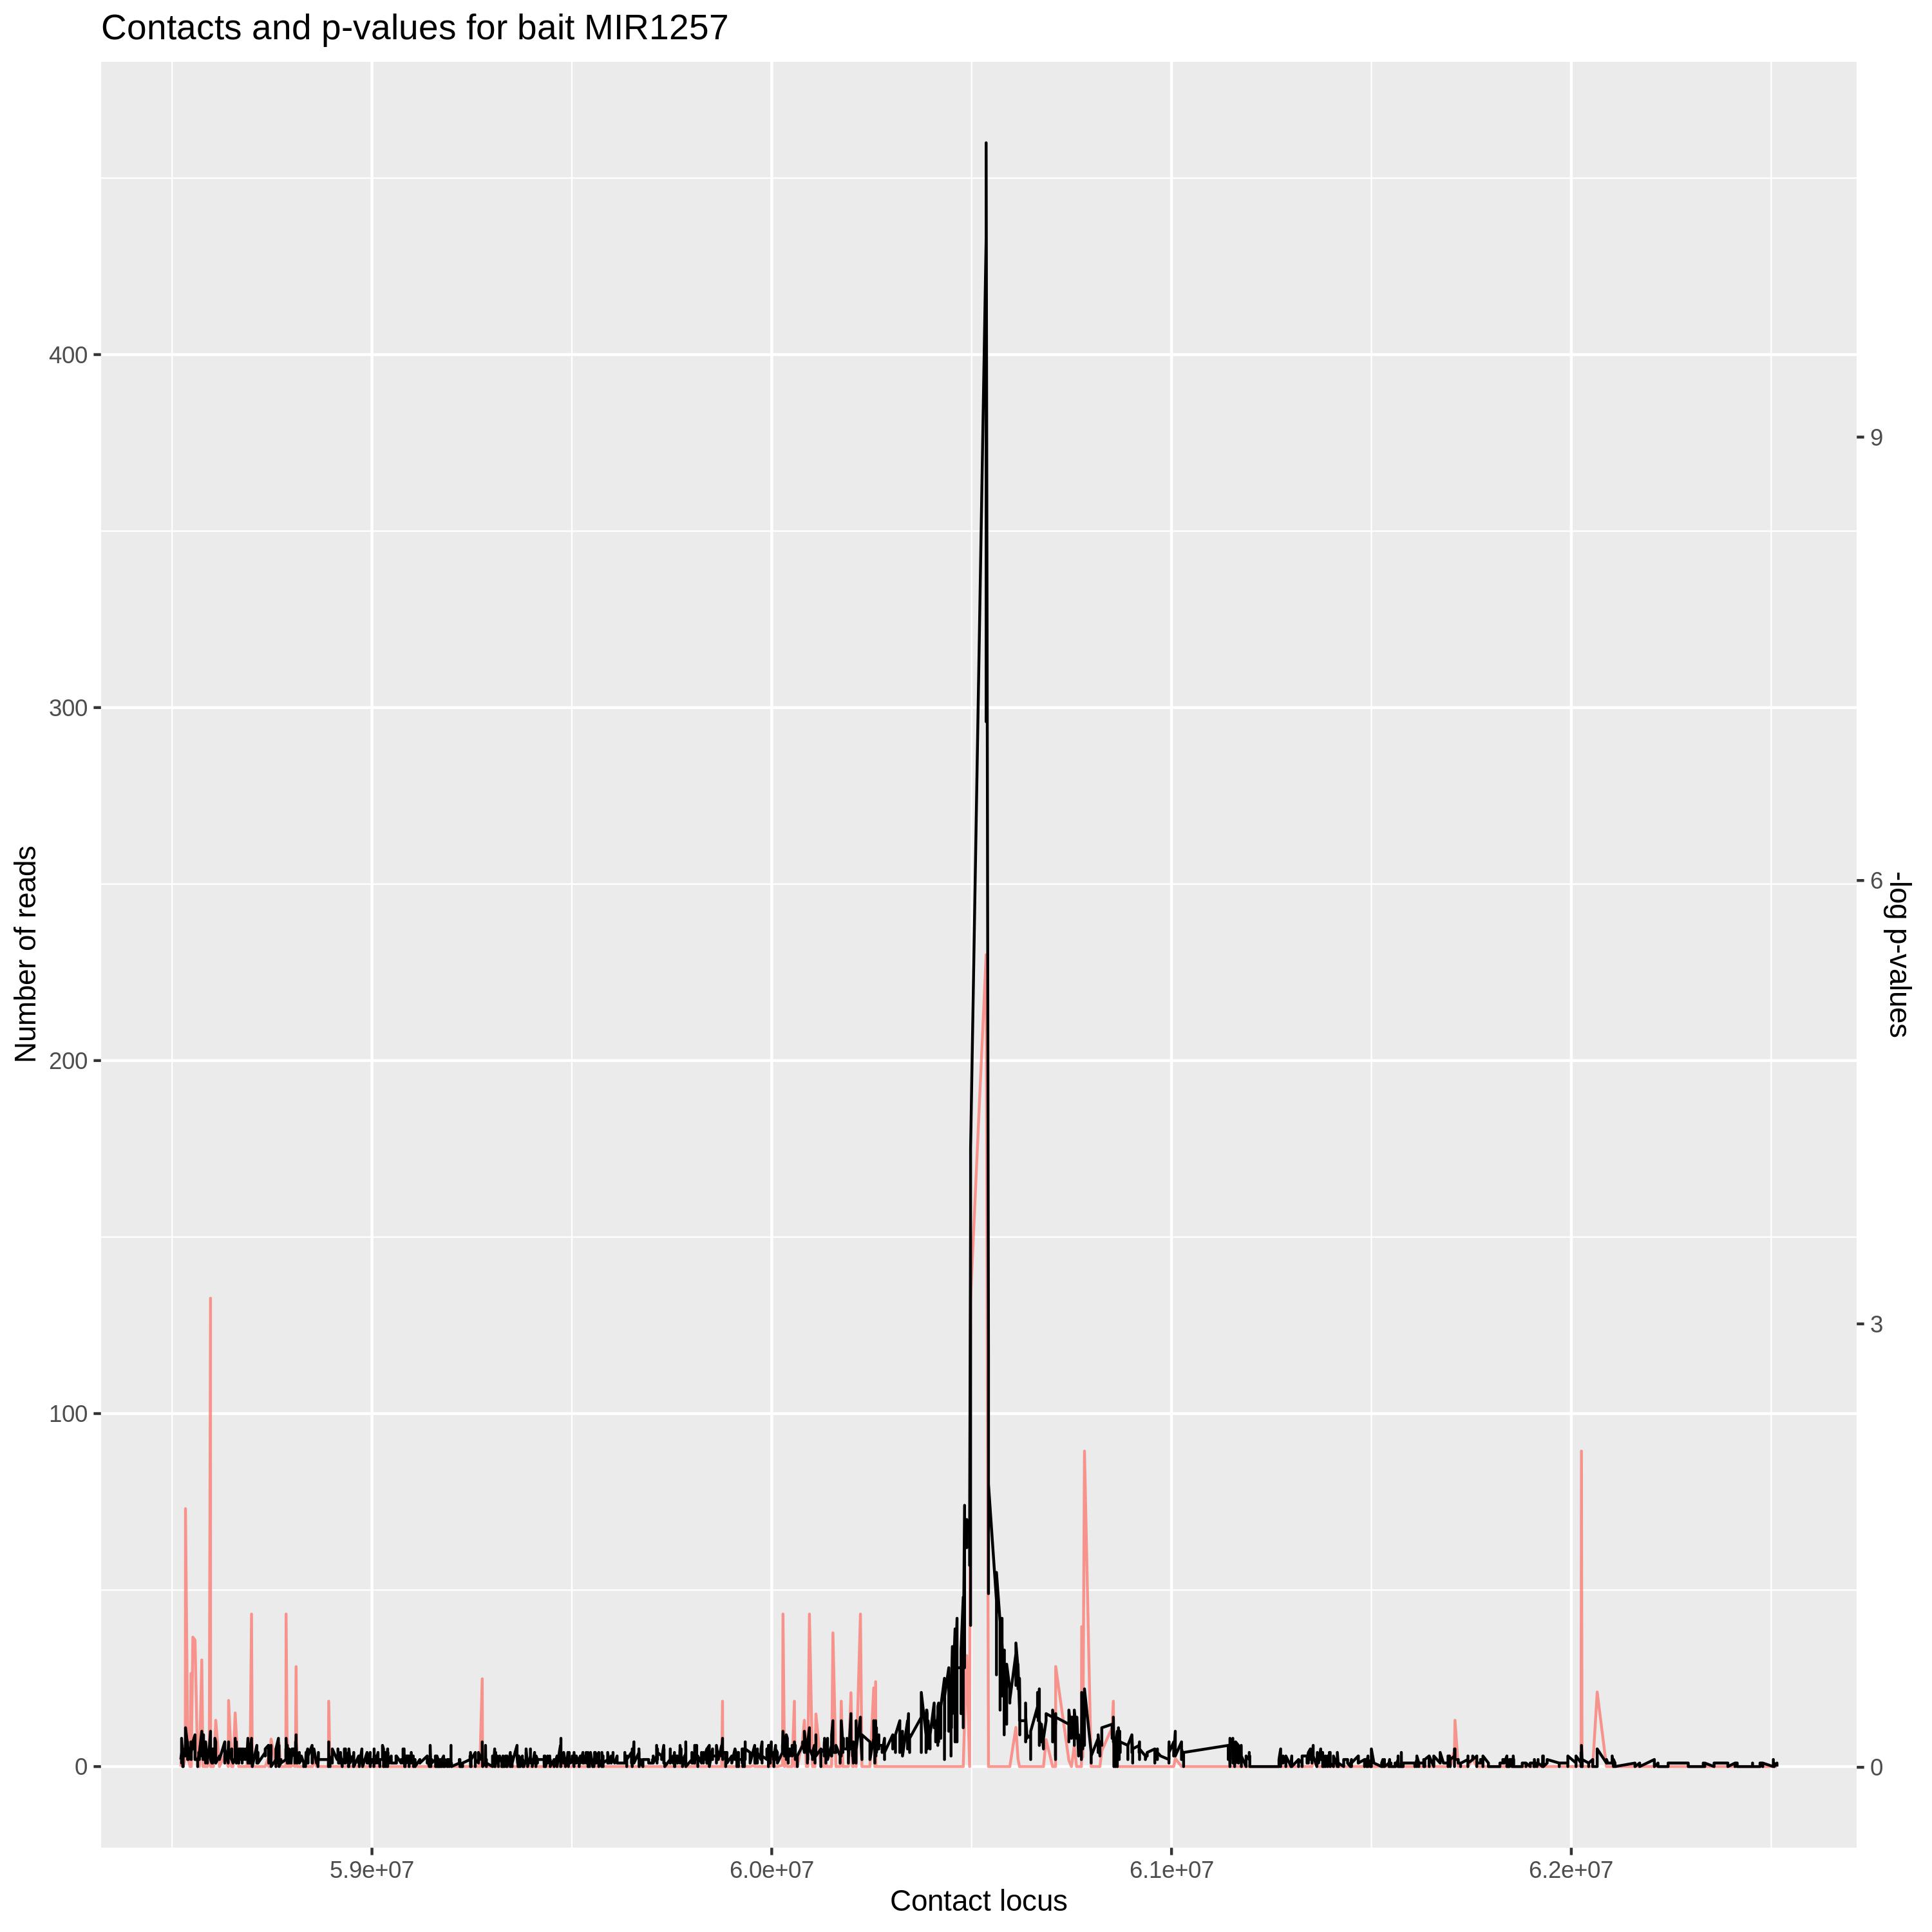 Contacts and p-values for bait MIR1257
Number of reads
400
300
200
100
0
9
6
3
0
-log p-values
5.9e+07
6.0e+07
6.1e+07
6.2e+07
Contact locus